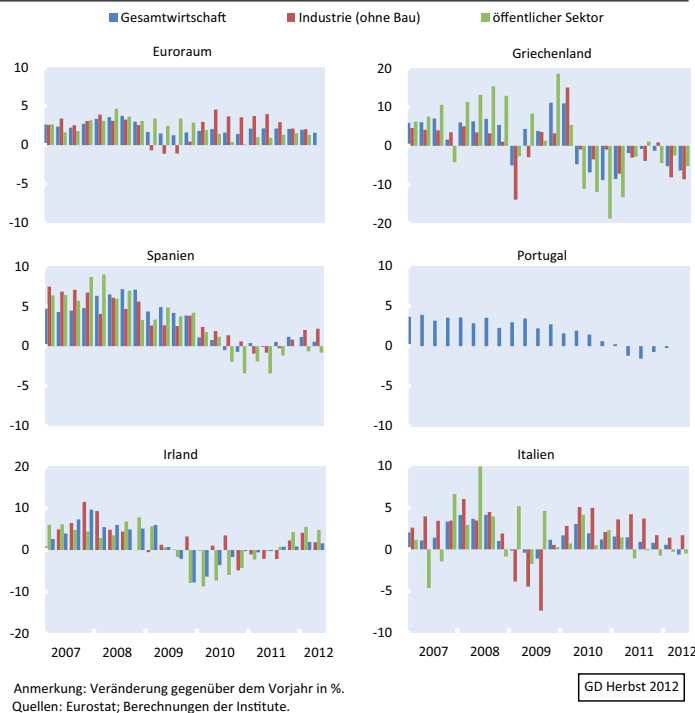 Gesamtwirtschaft Industrie (ohne Bau) öffentlicher Sektor
Euroraum
10
5
0
-5
-10
Griechenland
20
10
0
-10
-20
Spanien
10
5
0
-5
-10
Portugal
10
5
0
-5
-10
Irland
20
10
0
-10
-20
2007 2008 2009 2010 2011 2012
Italien
10
5
0
-5
-10
2007 2008 2009 2010 2011 2012
Anmerkung: Veränderung gegenüber dem Vorjahr in %.
Quellen: Eurostat; Berechnungen der Institute.
GD Herbst 2012